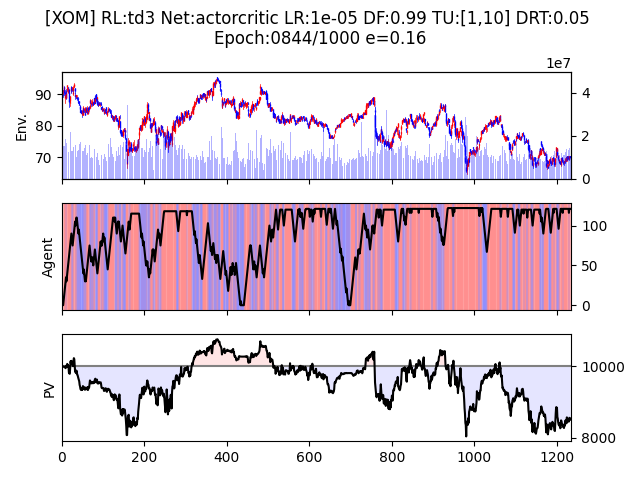 [XOM] RL:td3 Net:actorcritic LR:1e-05 DF:0.99 TU:[1,10] DRT:0.05
Epoch:0844/1000 e=0.16
1e7
90
80
70
Env.
4
2
0
Agent
100
50
0
PV
10000
8000
0 200 400 600 800 1000 1200